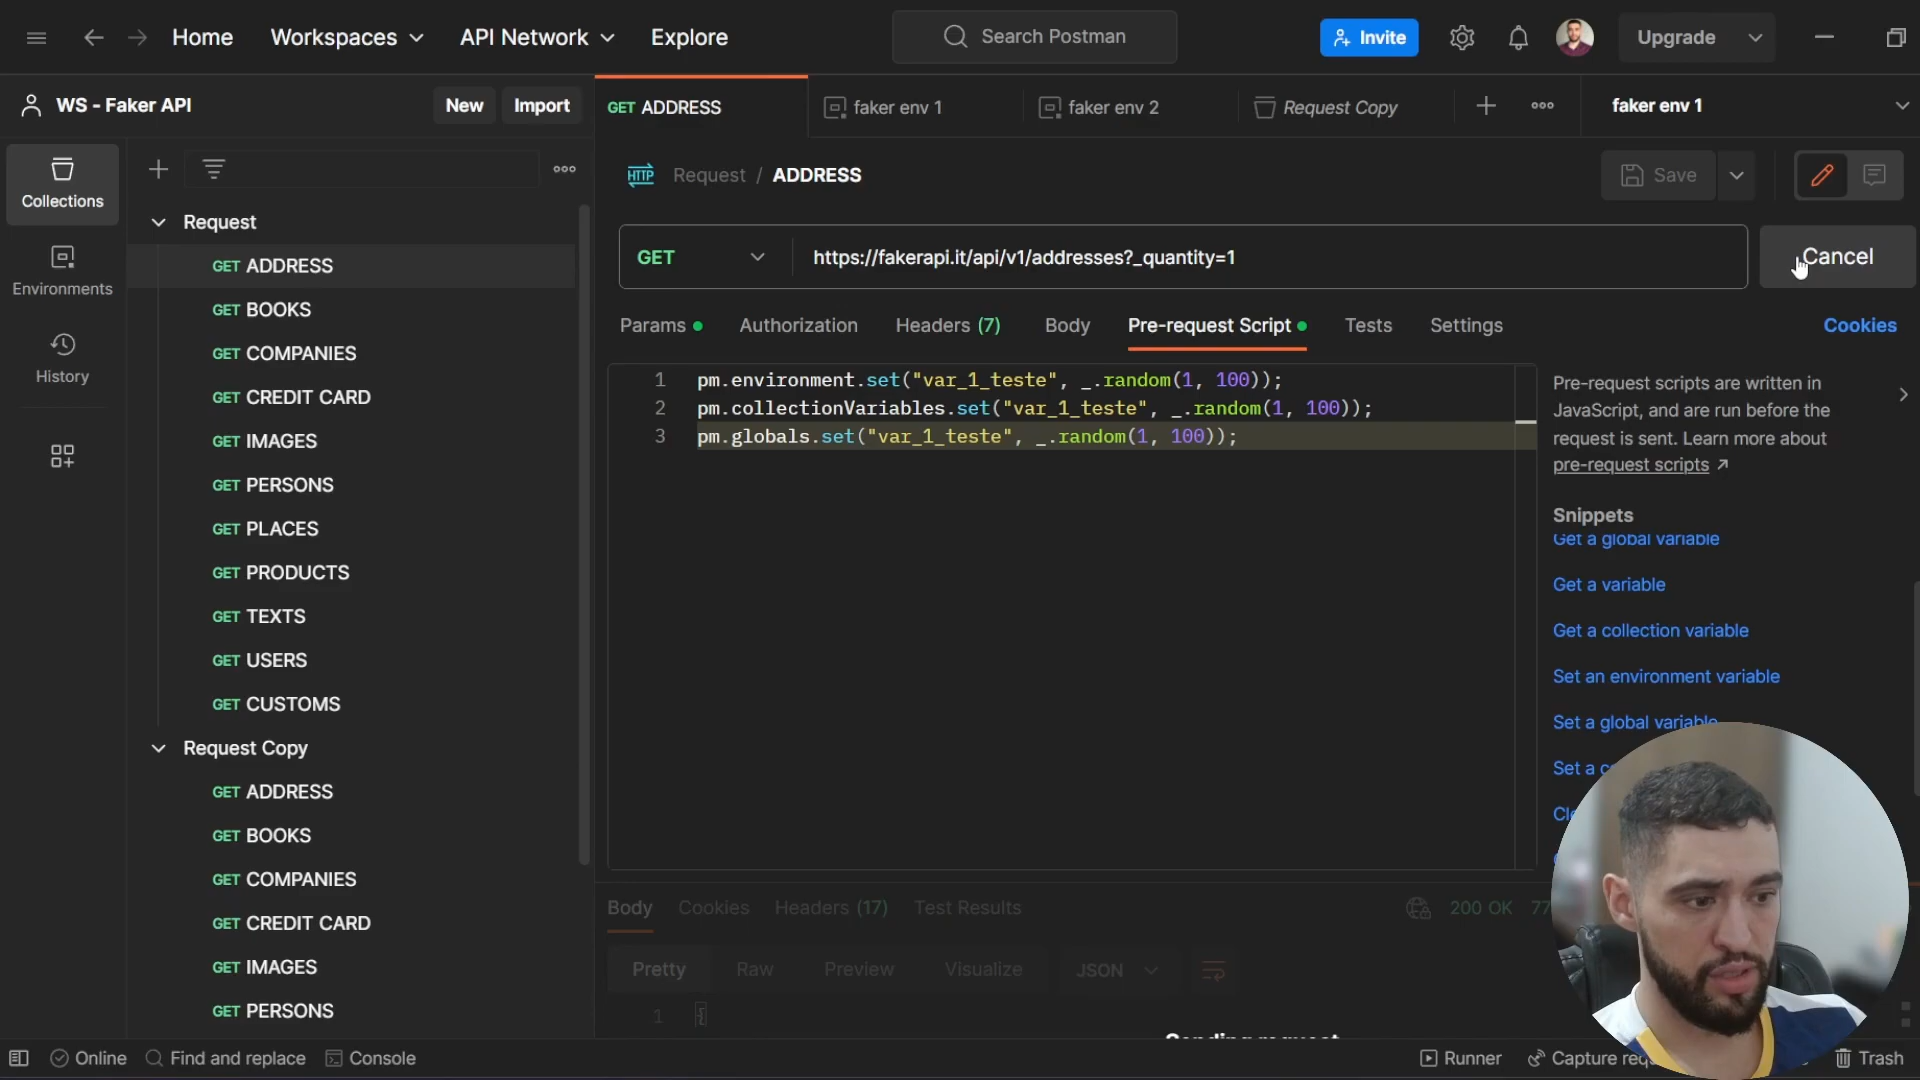 Home
Workspaces
API Network
Explore
Search Postman
Invite
Upgrade
WS - Faker API
New
Import
GET ADDRESS
faker env 1
faker env 2
Request Copy
faker env 1
Collections
Environments
History
Request
GET ADDRESS
GET BOOKS
GET COMPANIES
GET CREDIT CARD
GET IMAGES
GET PERSONS
GET PLACES
GET PRODUCTS
GET TEXTS
GET USERS
GET CUSTOMS
Request Copy
GET ADDRESS
GET BOOKS
GET COMPANIES
GET CREDIT CARD
GET IMAGES
GET PERSONS
HTTP
Request / ADDRESS
Save
GET
https://fakerapi.it/api/v1/addresses?_quantity=1
Cancel
Params
Authorization
Headers (7)
Body
Pre-request Script
Tests
Settings
Cookies
1 pm.environment.set("var_1_teste", _.random(1, 100));
2 pm.collectionVariables.set("var_1_teste", _.random(1, 100));
3 pm.globals.set("var_1_teste", _.random(1, 100));
Pre-request scripts are written in
JavaScript, and are run before the
request is sent. Learn more about
pre-request scripts
Snippets
Get a global variable
Get a variable
Get a collection variable
Set an environment variable
Set a global variable
Set a
Body
Cookies
Headers (17)
Test Results
200 OK
Pretty
Raw
Preview
Visualize
JSON
1 {
Sending request
Online
Find and replace
Console
Runner
Capture
Trash